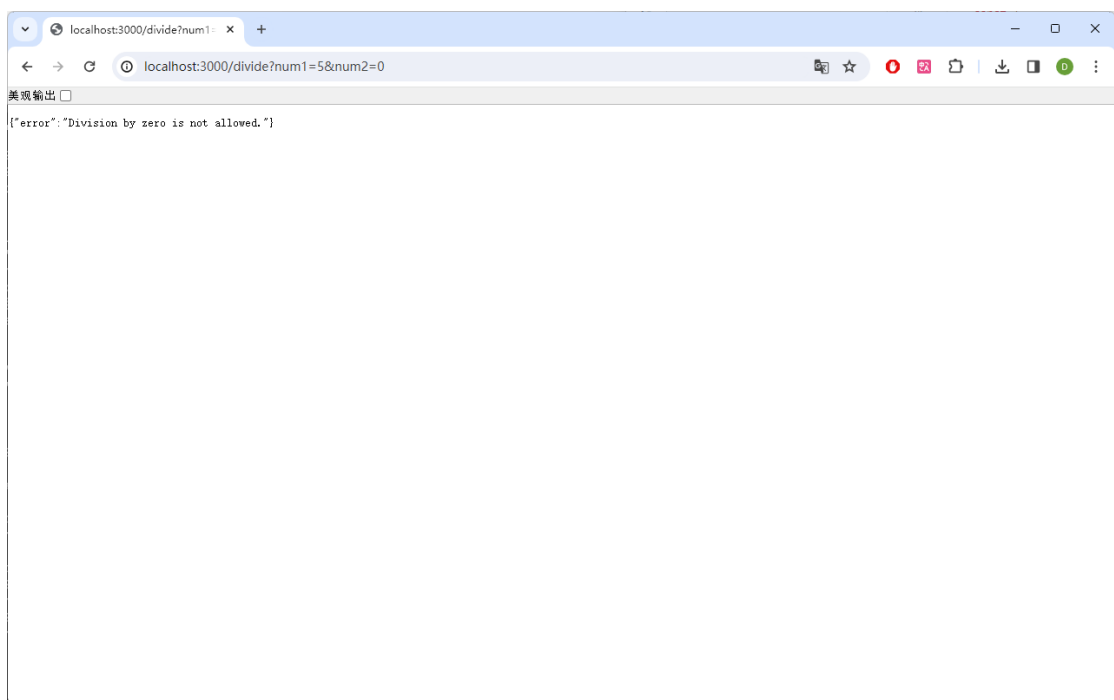 localhost:3000/divide?num1=
localhost:3000/divide?num1=5&num2=0
D
美观输出
{"error":"Division by zero is not allowed."}